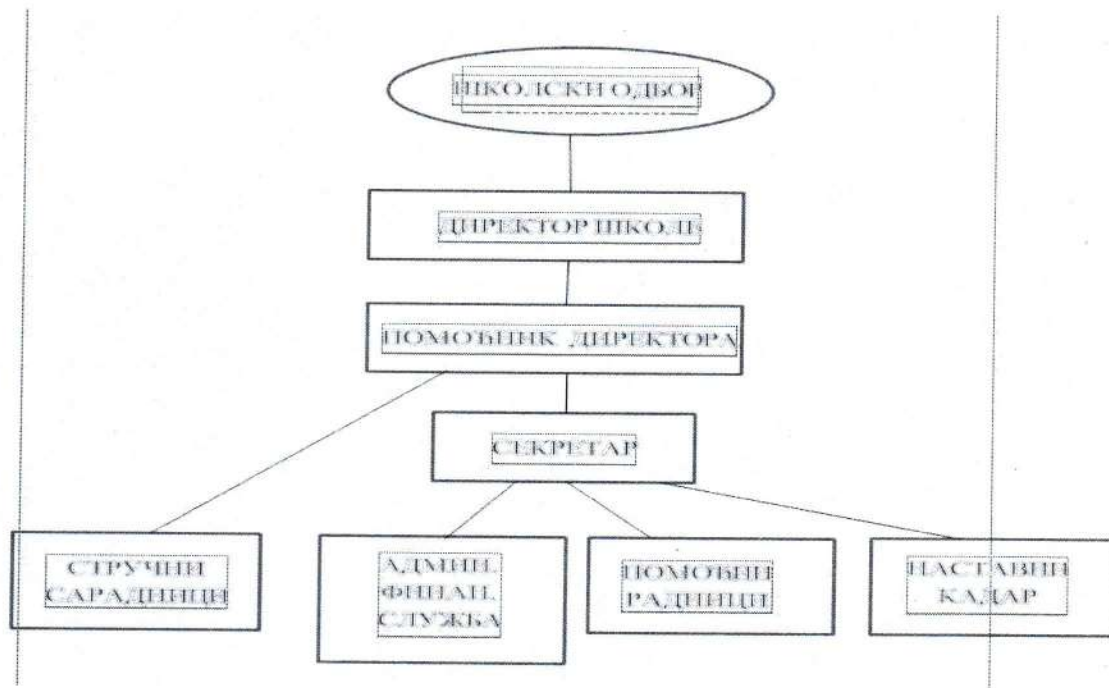 ШКОЛСКИ ОДБОР
ДИРЕКТОР ШКОЛЕ
ПОМОЋНИК ДИРЕКТОРА
СЕКРЕТАР
СТРУЧНИ
САРАДНИЦИ
АДМИН.
ФИНАН.
СЛУЖБА
ПОМОЋНИ
РАДНИЦИ
НАСТАВНИ
КАДАР